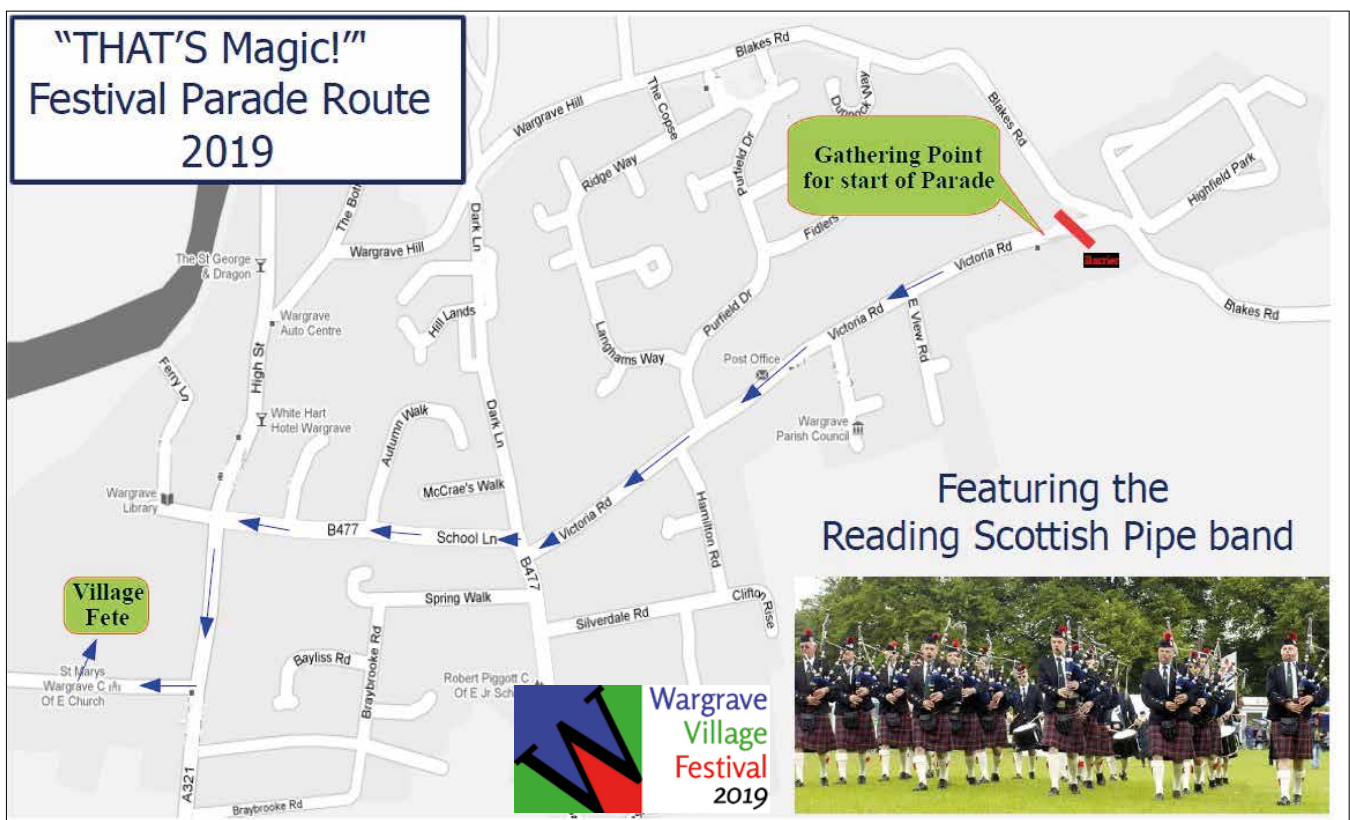 “THAT’S Magic!”'
Festival Parade Route
2019
Blakes Rd
Wargrave Hill
The Copse
Dunnock Way
Blakes Rd
Ridge Way
Purfield Dr
Gathering Point
for start of Parade
Highfield Park
The Bot
Dark Ln
Wargrave Hill
Fidlers
Victoria Rd
Barrier
The St George
& Dragon
Blakes Rd
Purfield Dr
Victoria Rd
E View Rd
Wargrave
Auto Centre
Hill Lands
Langhams Way
Post Office
High St
Ferry Ln
White Hart
Hotel Wargrave
Autumn Walk
Dark Ln
Wargrave
Parish Council
McCrae's Walk
Wargrave
Library
Victoria Rd
Hamilton Rd
Featuring the
Reading Scottish Pipe band
B477
School Ln
B477
Village
Fete
Spring Walk
Clifton Rise
Silverdale Rd
St Marys
Wargrave C
Of E Church
Bayliss Rd
Braybrooke Rd
Robert Piggott C
Of E Jr Sch
W
Wargrave
Village
Festival
2019
A321
Braybrooke Rd